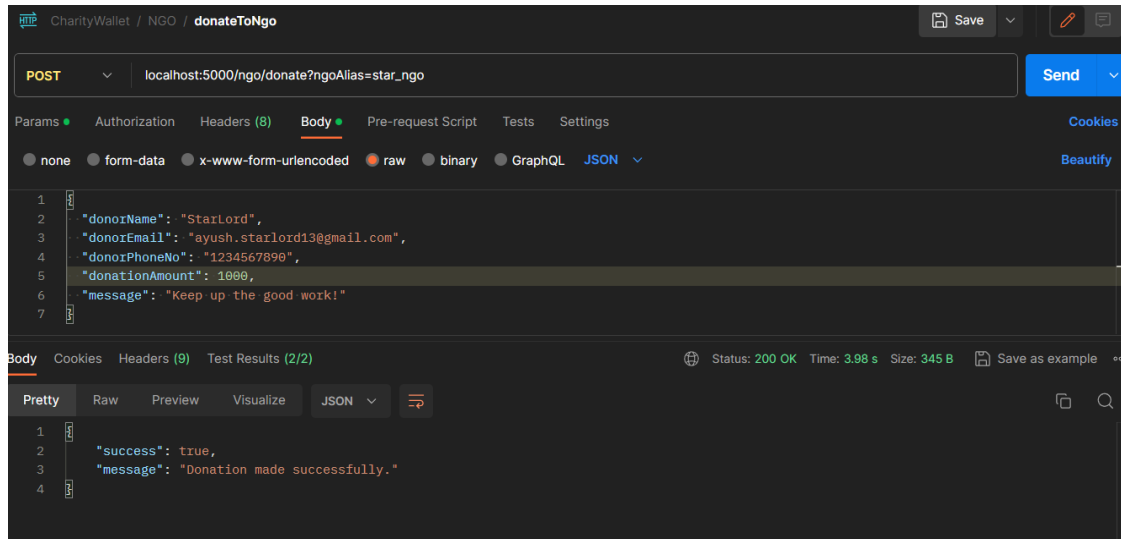 HTTP CharityWallet / NGO / donateToNgo Save
POST localhost:5000/ngo/donate?ngoAlias=star_ngo Send
Params Authorization Headers (8) Body Pre-request Script Tests Settings Cookies
none form-data x-www-form-urlencoded raw binary GraphQL JSON Beautify
1 {
2 "donorName": "StarLord",
3 "donorEmail": "ayush.starlord13@gmail.com",
4 "donorPhoneNo": "1234567890",
5 "donationAmount": 1000,
6 "message": "Keep up the good work!"
7 }
Body Cookies Headers (9) Test Results (2/2) Status: 200 OK Time: 3.98 s Size: 345 B Save as example
Pretty Raw Preview Visualize JSON
1 {
2 "success": true,
3 "message": "Donation made successfully."
4 }